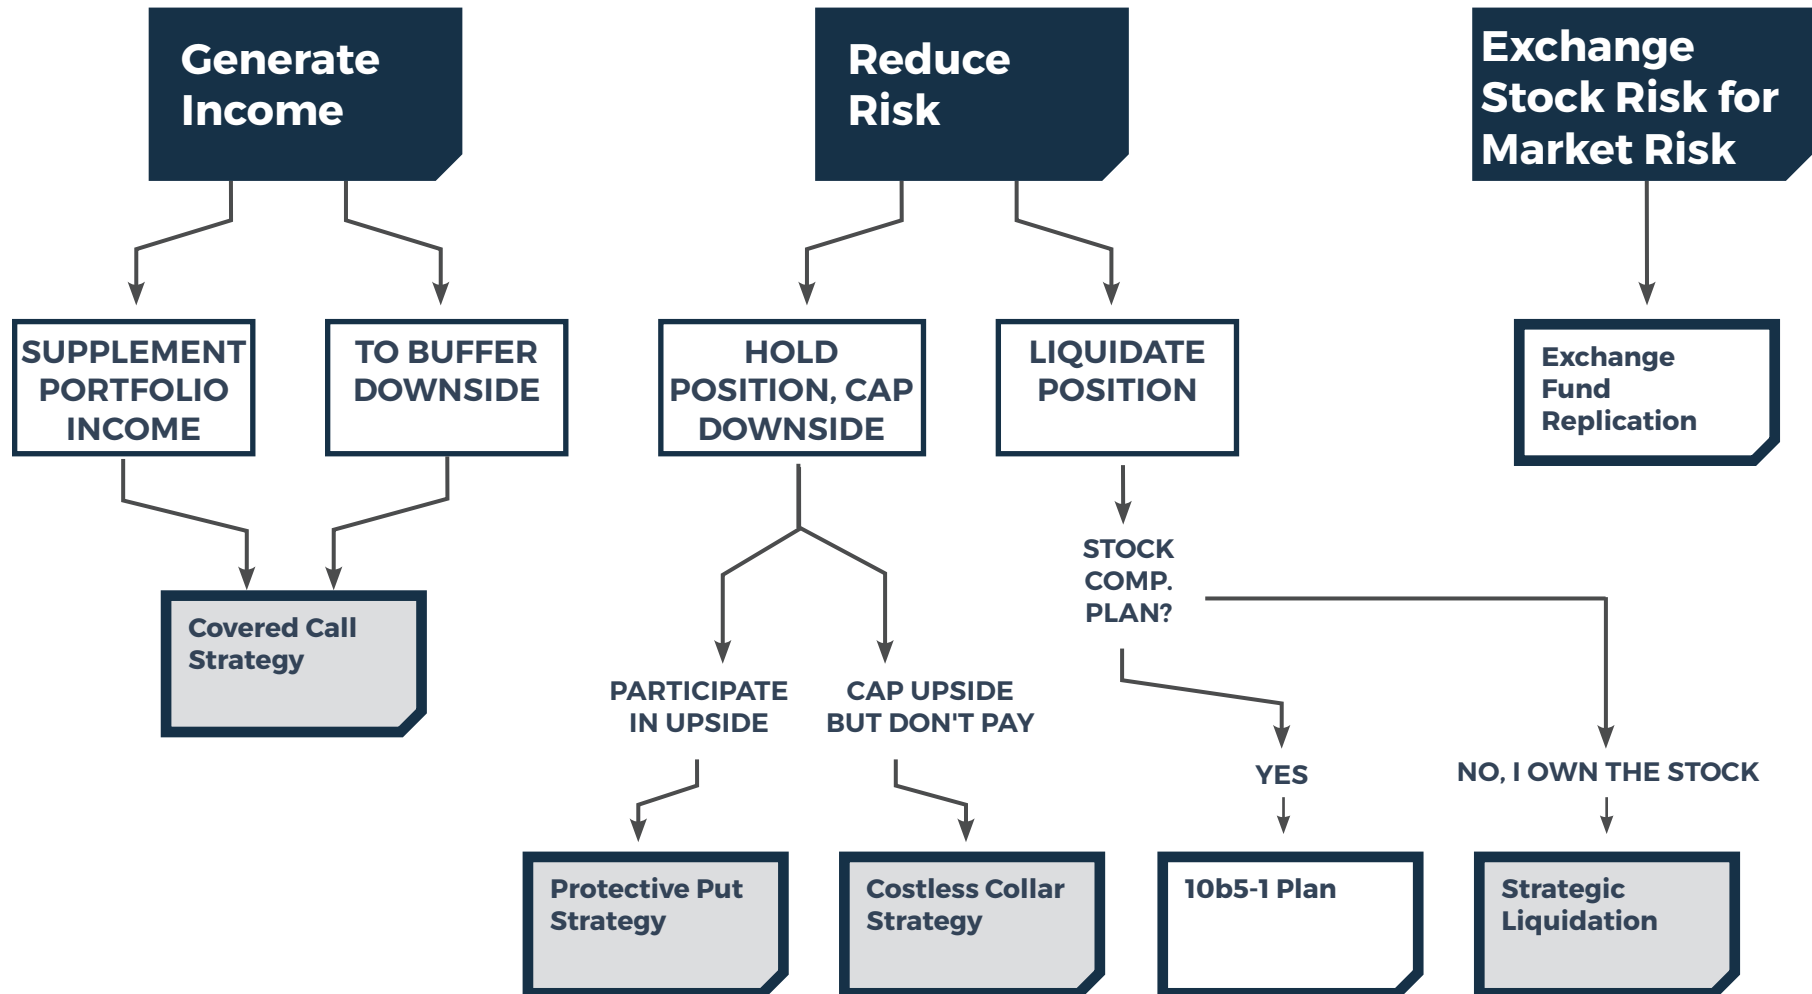 Generate
Income
Reduce
Risk
Exchange
Stock Risk for
Market Risk
SUPPLEMENT
PORTFOLIO
INCOME
TO BUFFER
DOWNSIDE
HOLD
POSITION, CAP
DOWNSIDE
LIQUIDATE
POSITION
Exchange
Fund
Replication
STOCK
COMP.
PLAN?
Covered Call
Strategy
PARTICIPATE
IN UPSIDE
CAP UPSIDE
BUT DON'T PAY
YES
NO, I OWN THE STOCK
Protective Put
Strategy
Costless Collar
Strategy
10b5-1 Plan
Strategic
Liquidation